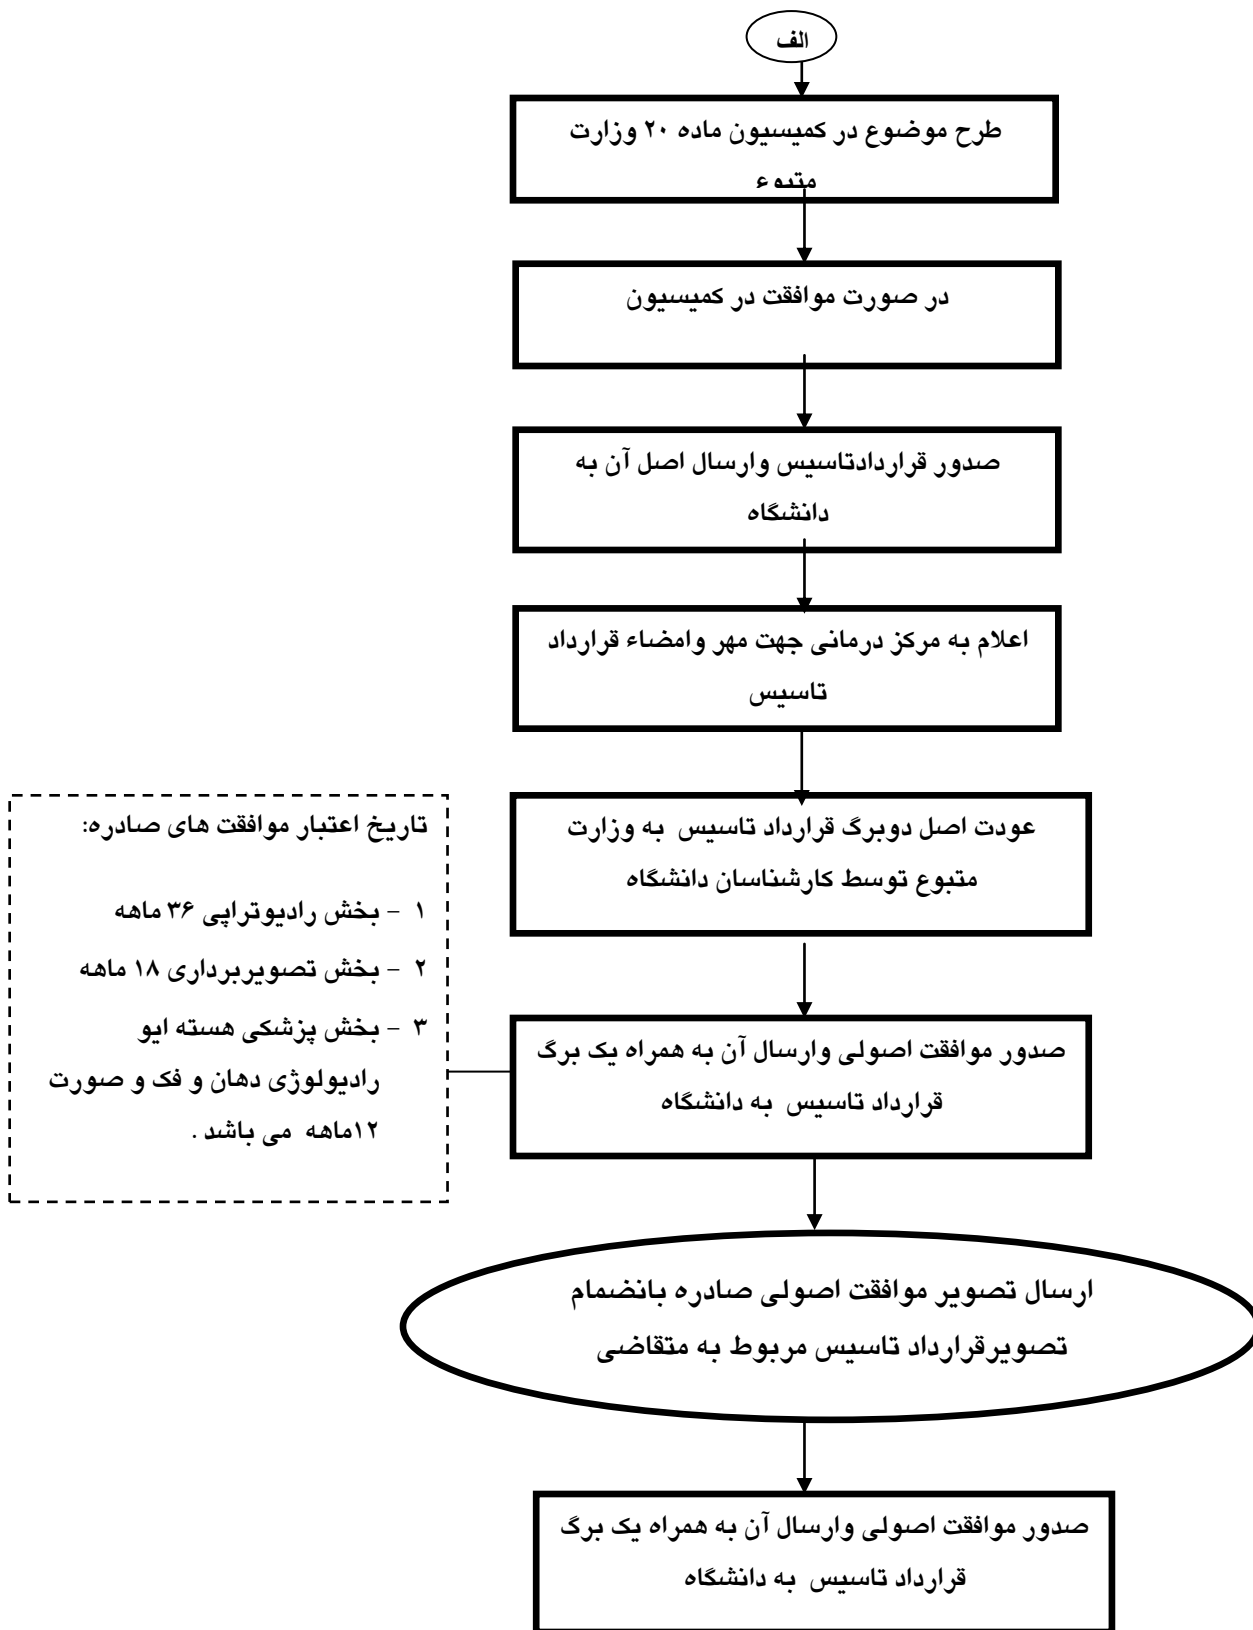 الف
طرح موضوع در کمیسیون ماده ۲۰ وزارت
متبوع
در صورت موافقت در کمیسیون
صدور قراردادتاسیس وارسال اصل آن به
دانشگاه
اعلام به مرکز درمانی جهت مهر وامضاء قرارداد
تاسیس
عودت اصل دوبرگ قرارداد تاسیس به وزارت
متبوع توسط کارشناسان دانشگاه
تاریخ اعتبار موافقت های صادره:
۱ - بخش رادیوتراپی ۳۶ ماهه
۲ - بخش تصویربرداری ۱۸ ماهه
۳ - بخش پزشکی هسته ایو
رادیولوژی دهان و فک و صورت
۱۲ماهه می باشد .
صدور موافقت اصولی وارسال آن به همراه یک برگ
قرارداد تاسیس به دانشگاه
ارسال تصویر موافقت اصولی صادره بانضمام
تصویرقرارداد تاسیس مربوط به متقاضی
صدور موافقت اصولی وارسال آن به همراه یک برگ
قرارداد تاسیس به دانشگاه